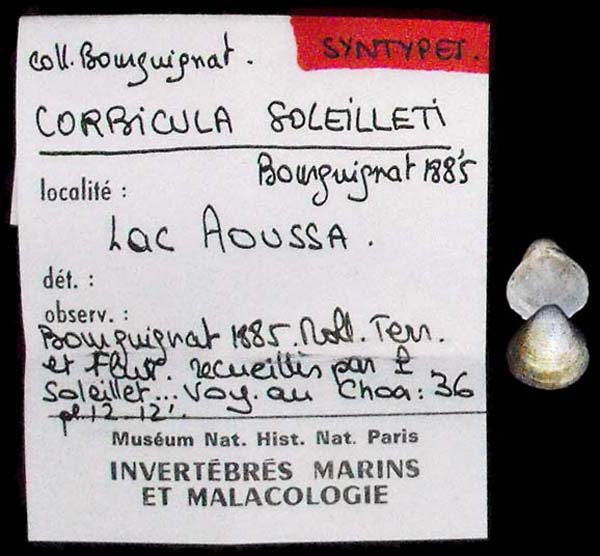 coll. Bourguignat.
SYNTYPES.
CORBICULA SOLEILLETI
Bourguignat 1885
localité :
Lac AOUSSA.
dét. :
observ. :
Bourguignat 1885. Moll. Terr.
et Fluv. recueillis par P
Soleillet... Voy. au Choa : 36
pl 12. 12'.
Muséum Nat. Hist. Nat. Paris
INVERTÉBRÉS MARINS
ET MALACOLOGIE